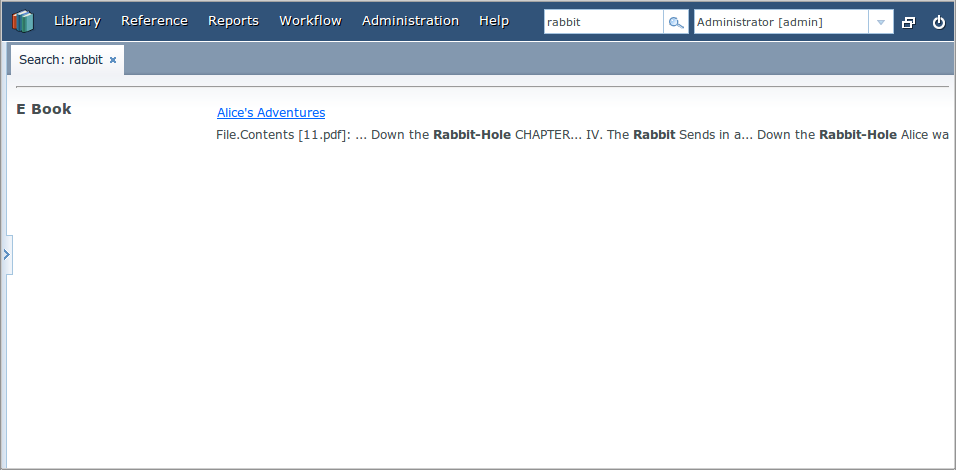 Library Reference Reports Workflow Administration Help rabbit Administrator [admin]
Search: rabbit ×
E Book Alice's Adventures
File.Contents [11.pdf]: ... Down the Rabbit-Hole CHAPTER... IV. The Rabbit Sends in a... Down the Rabbit-Hole Alice wa